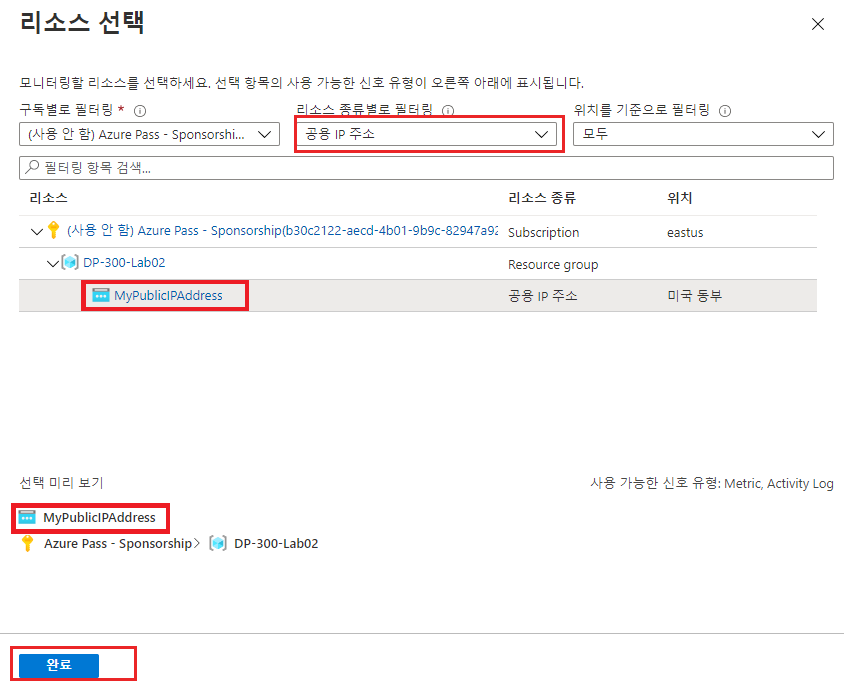 리소스 선택
모니터링할 리소스를 선택하세요. 선택 항목의 사용 가능한 신호 유형이 오른쪽 아래에 표시됩니다.
구독별로 필터링 * 리소스 종류별로 필터링 위치를 기준으로 필터링
(사용 안 함) Azure Pass - Sponsorshi... 공용 IP 주소 모두
필터링 항목 검색...
리소스 리소스 종류 위치
(사용 안 함) Azure Pass - Sponsorship(b30c2122-aecd-4b01-9b9c-82947a92 Subscription eastus
DP-300-Lab02 Resource group
MyPublicIPAddress 공용 IP 주소 미국 동부
선택 미리 보기 사용 가능한 신호 유형: Metric, Activity Log
MyPublicIPAddress
Azure Pass - Sponsorship> DP-300-Lab02
완료